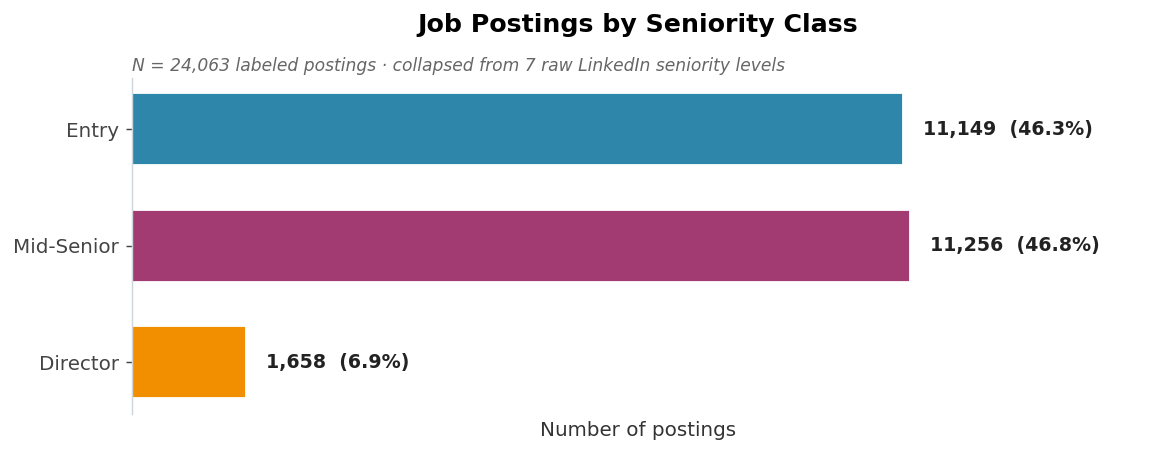 Job Postings by Seniority Class
N = 24,063 labeled postings · collapsed from 7 raw LinkedIn seniority levels
Entry 11,149 (46.3%)
Mid-Senior 11,256 (46.8%)
Director 1,658 (6.9%)
Number of postings